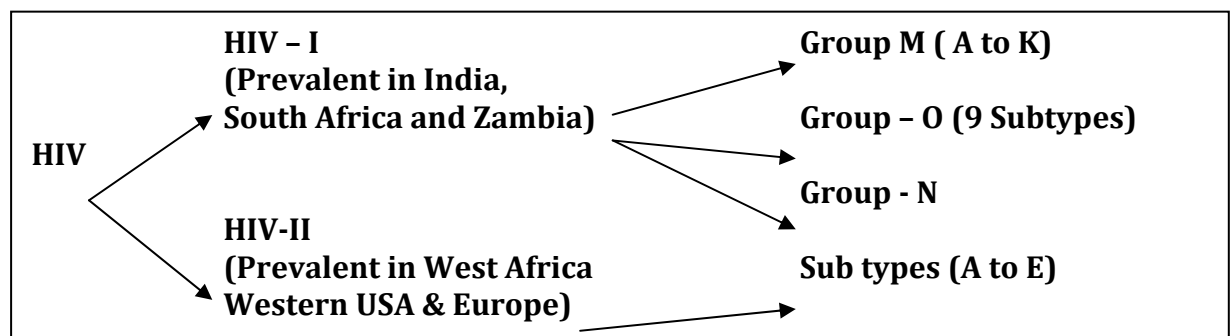 HIV
HIV – I
(Prevalent in India,
South Africa and Zambia)
HIV-II
(Prevalent in West Africa
Western USA & Europe)
Group M ( A to K)
Group – O (9 Subtypes)
Group - N
Sub types (A to E)